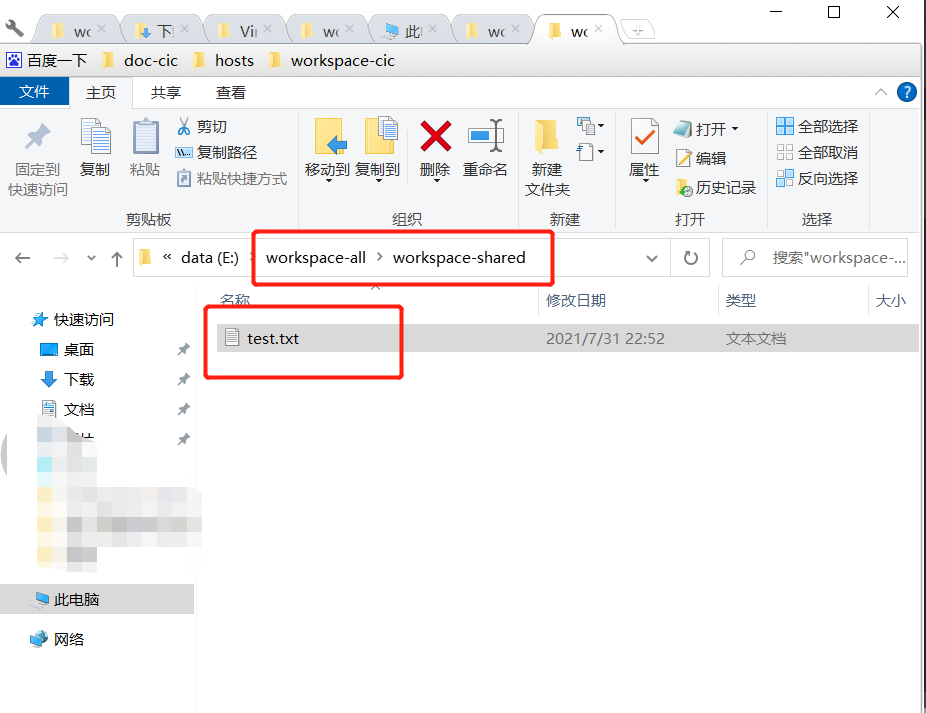 下 Vi 此
百度一下 doc-cic hosts workspace-cic
文件 主页 共享 查看
固定到快速访问
复制
粘贴
剪切
复制路径
粘贴快捷方式
移动到 复制到 删除 重命名
新建文件夹
属性
打开
编辑
历史记录
全部选择
全部取消
反向选择
剪贴板 组织 新建 打开 选择
« data (E:) workspace-all workspace-shared 搜索"workspace-...
名称 修改日期 类型 大小
快速访问
桌面
下载
文档
此电脑
网络
test.txt 2021/7/31 22:52 文本文档